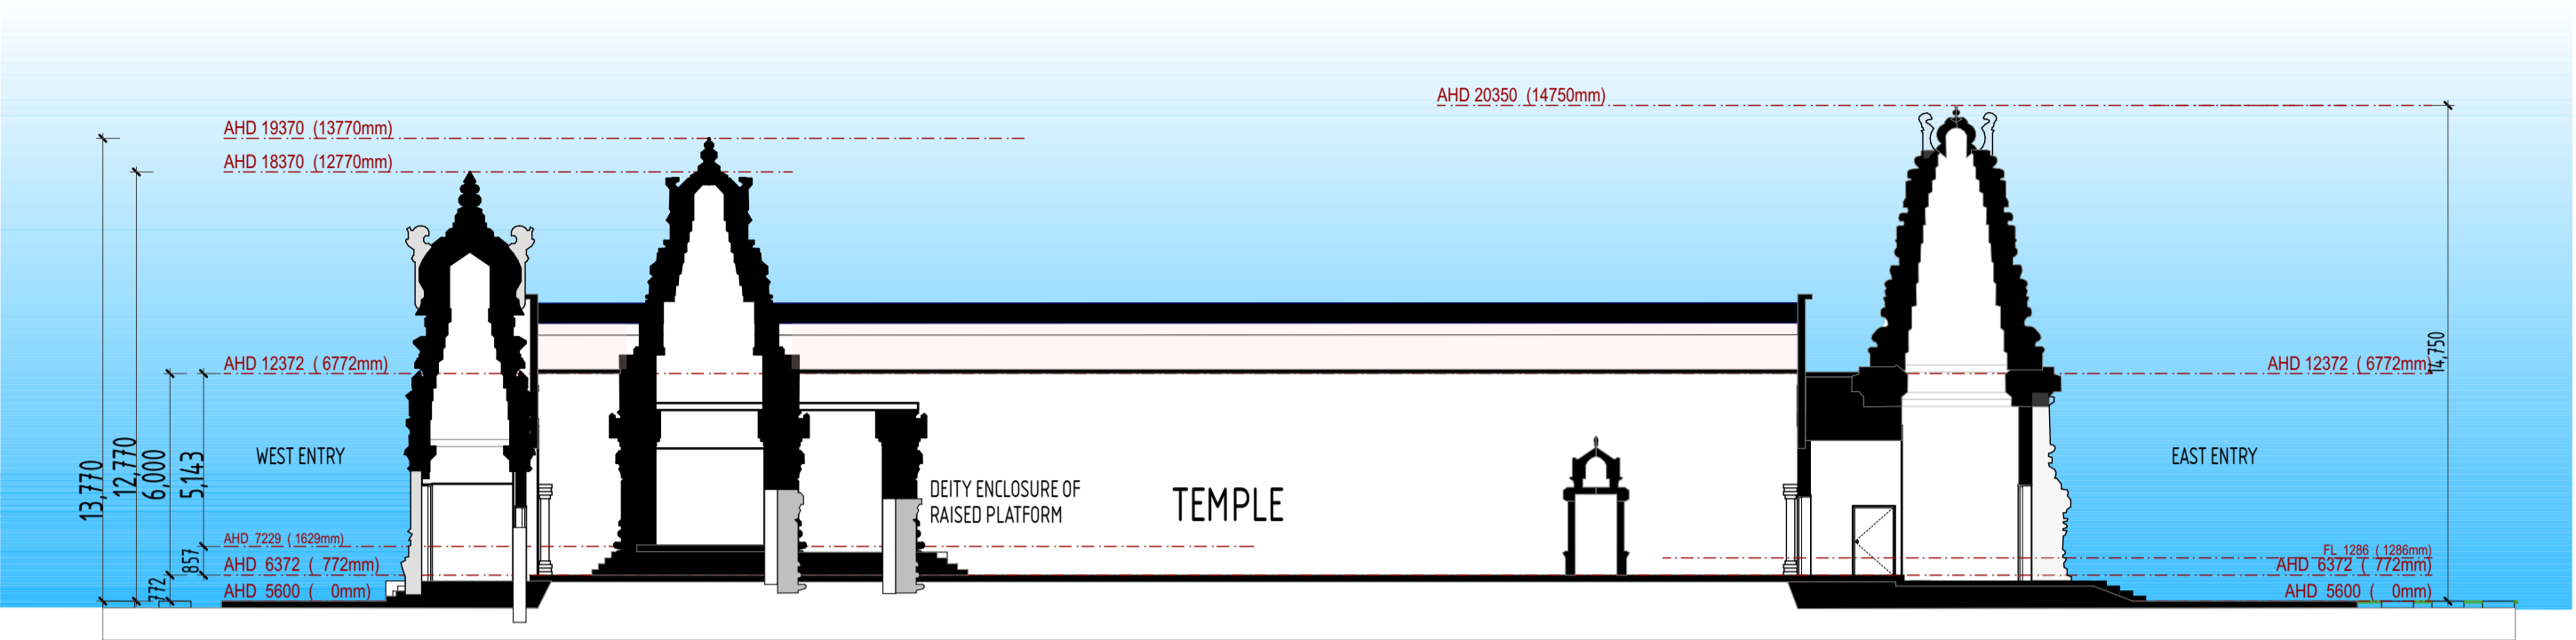 AHD 20350 (14750mm)
AHD 19370 (13770mm)
AHD 18370 (12770mm)
AHD 12372 ( 6772mm)
AHD 12372 ( 6772mm)
14,750
13,770
12,770
6,000
5,143
WEST ENTRY
EAST ENTRY
DEITY ENCLOSURE OF
RAISED PLATFORM
TEMPLE
AHD 7229 ( 1629mm)
857
AHD 6372 ( 772mm)
772
AHD 5600 ( 0mm)
FL 1286 ( 1286mm)
AHD 6372 ( 772mm)
AHD 5600 ( 0mm)